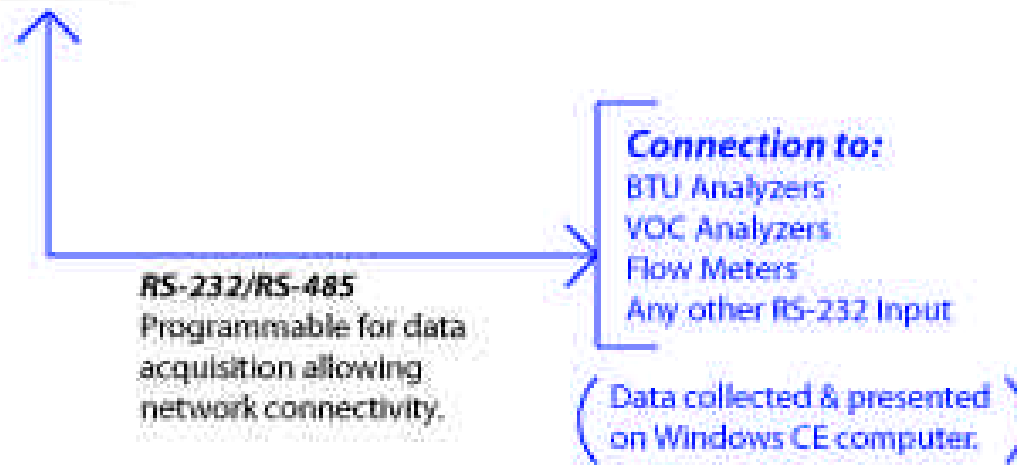 RS-232/RS-485
Programmable for data
acquisition allowing
network connectivity.
Connection to:
BTU Analyzers
VOC Analyzers
Flow Meters
Any other RS-232 Input
(Data collected & presented
on Windows CE computer.)